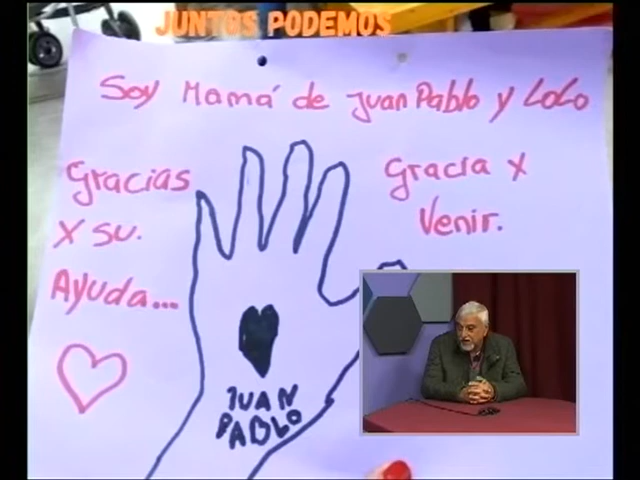 JUNTOS PODEMOS
Soy Mamá de Juan Pablo y LoLo
Gracias
x su.
Ayuda...
Gracia x
Venir.
JUAN
PABLO